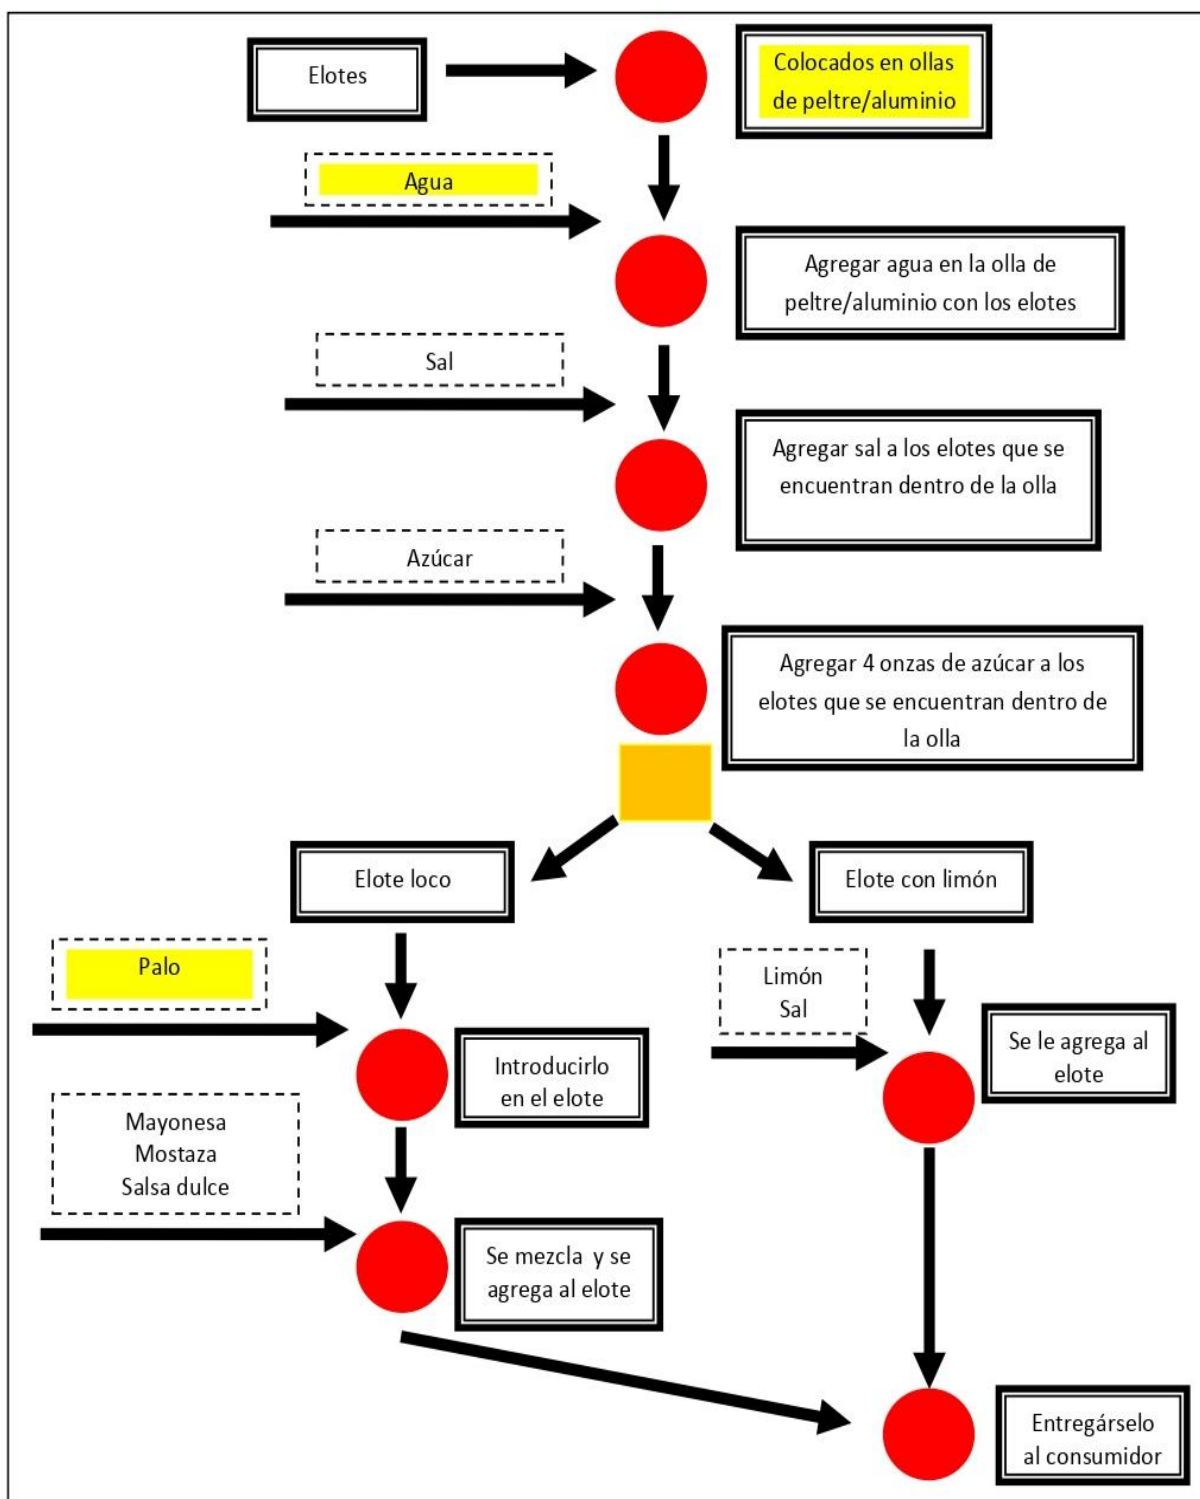 Elotes
Colocados en ollas
de peltre/aluminio
Agua
Agregar agua en la olla de
peltre/aluminio con los elotes
Sal
Agregar sal a los elotes que se
encuentran dentro de la olla
Azúcar
Agregar 4 onzas de azúcar a los
elotes que se encuentran dentro de
la olla
Elote loco
Elote con limón
Palo
Introducirlo
en el elote
Limón
Sal
Se le agrega al
elote
Mayonesa
Mostaza
Salsa dulce
Se mezcla y se
agrega al elote
Entregárselo
al consumidor